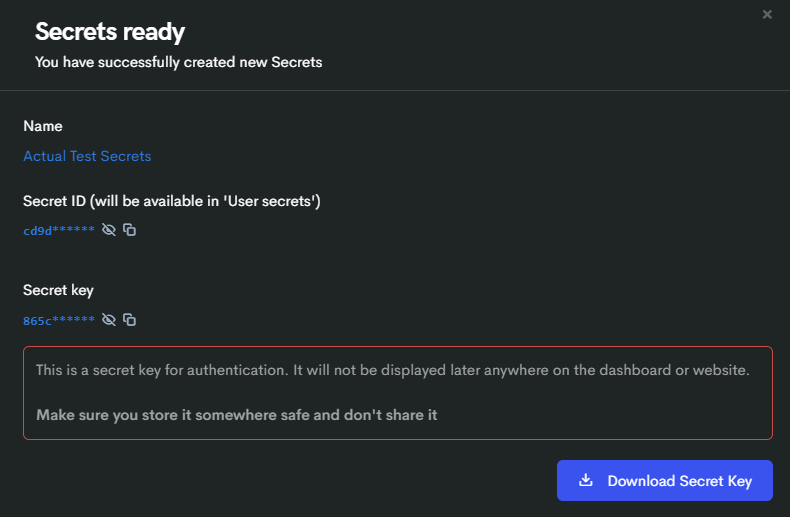 Secrets ready
You have successfully created new Secrets
Name
Actual Test Secrets
Secret ID (will be available in 'User secrets')
cd9d******
Secret key
865c******
This is a secret key for authentication. It will not be displayed later anywhere on the dashboard or website.
Make sure you store it somewhere safe and don't share it
Download Secret Key